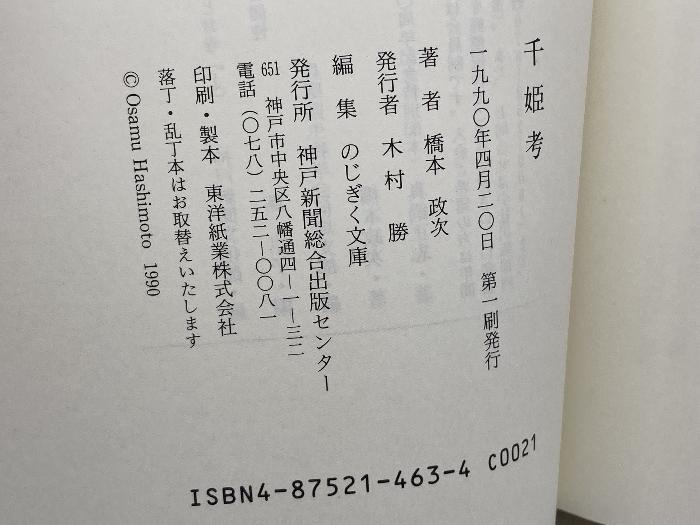 千姫考
一九九〇年四月二〇日 第一刷発行
著者 橋本 政次
発行者 木村 勝
編集 のじぎく文庫
発行所 神戸新聞総合出版センター
651 神戸市中央区八幡通四―一―三二
電話(〇七八)二五二―〇〇八一
印刷・製本 東洋紙業株式会社
落丁・乱丁本はお取替えいたします
© Osamu Hashimoto 1990
ISBN4-87521-463-4 C0021